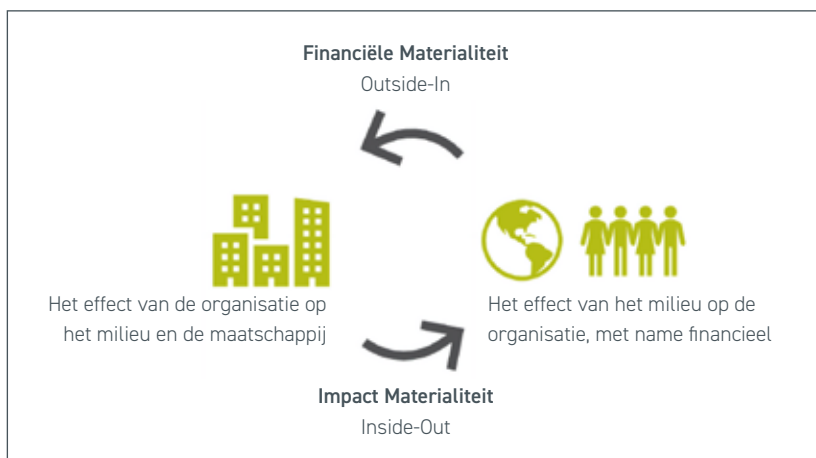 Financiële Materialiteit
Outside-In
Het effect van de organisatie op
het milieu en de maatschappij
Het effect van het milieu op de
organisatie, met name financieel
Impact Materialiteit
Inside-Out